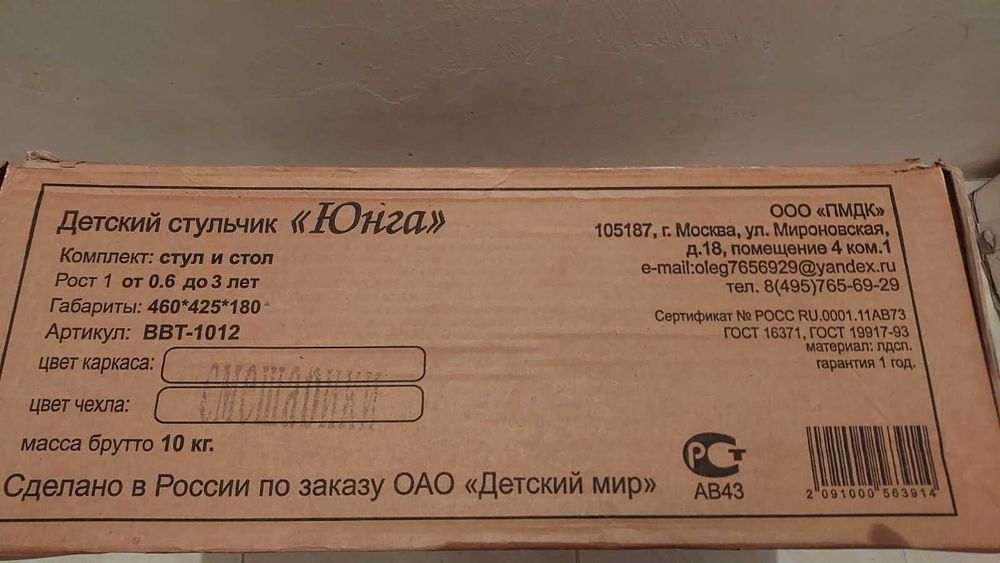 Детский стульчик «Юнга»
Комплект: стул и стол
Рост 1 от 0.6 до 3 лет
Габариты: 460*425*180
Артикул: ВВТ-1012
цвет каркаса:
цвет чехла:
масса брутто 10 кг.
Сделано в России по заказу ОАО «Детский мир»
ООО «ПМДК»
105187, г. Москва, ул. Мироновская,
д.18, помещение 4 ком.1
e-mail:oleg7656929@yandex.ru
тел. 8(495)765-69-29
Сертификат № РОСС RU.0001.11АВ73
ГОСТ 16371, ГОСТ 19917-93
материал: лдсп.
гарантия 1 год.
РСТ
АВ43
2 091000 563914